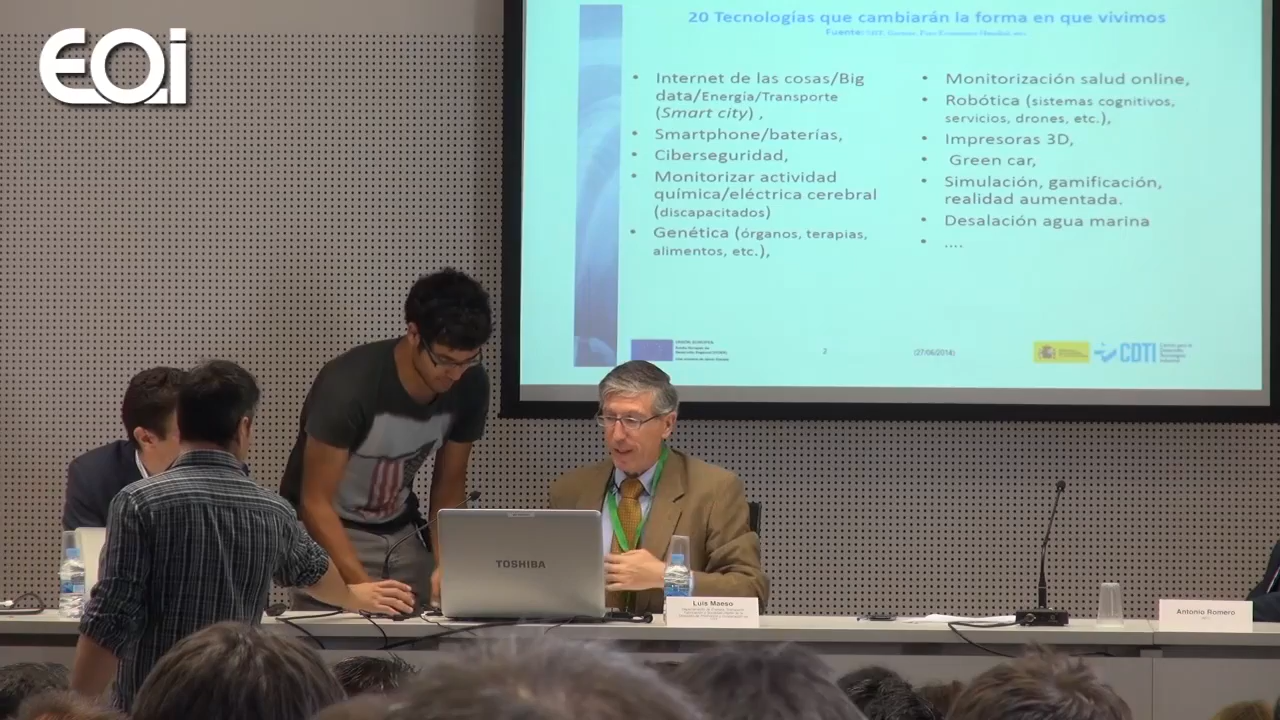 EOi
20 Tecnologías que cambiarán la forma en que vivimos
Fuente:
• Internet de las cosas/Big
data/Energía/Transporte
(Smart city) ,
• Smartphone/baterías,
• Ciberseguridad,
• Monitorizar actividad
química/eléctrica cerebral
(discapacitados)
• Genética (órganos, terapias,
alimentos, etc.),
• Monitorización salud online,
• Robótica (sistemas cognitivos,
servicios, drones, etc.),
• Impresoras 3D,
• Green car,
• Simulación, gamificación,
realidad aumentada.
• Desalación agua marina
• ....
UNIÓN EUROPEA
2
(27/06/2014)
CDTI
TOSHIBA
Luis Maeso
Antonio Romero